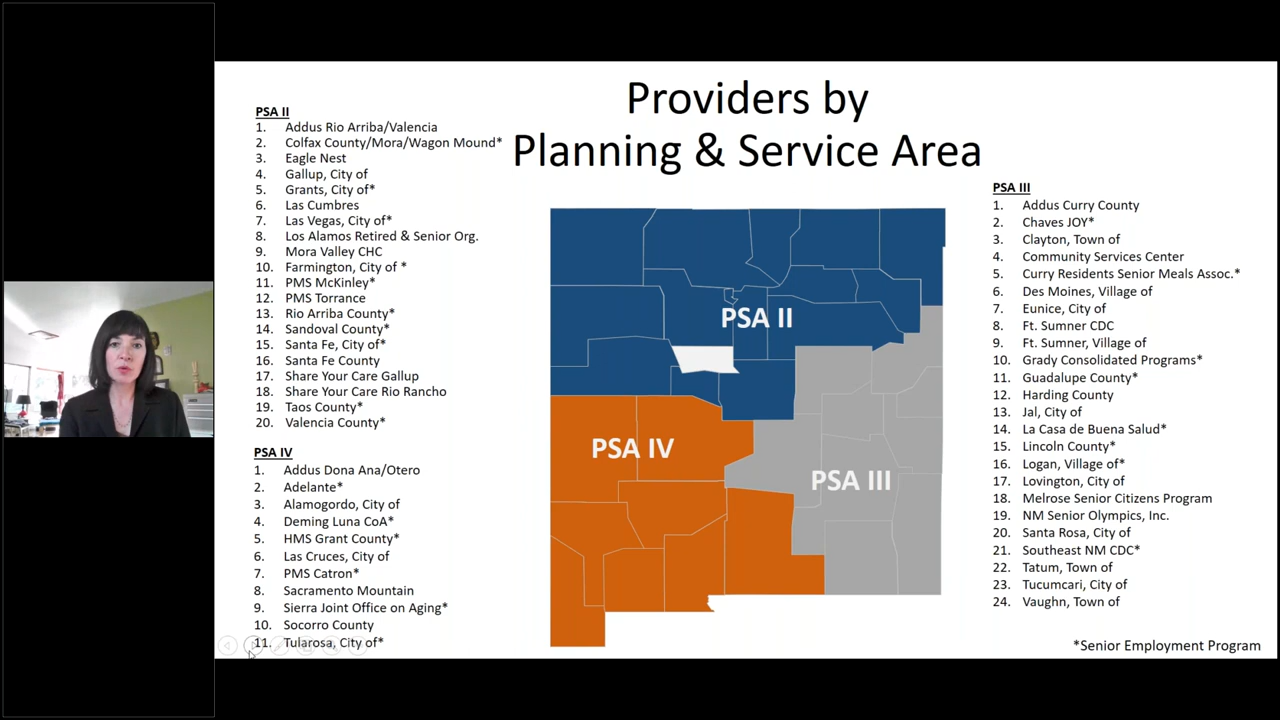 Providers by
Planning & Service Area
PSA II
1. Addus Rio Arriba/Valencia
2. Colfax County/Mora/Wagon Mound*
3. Eagle Nest
4. Gallup, City of
5. Grants, City of*
6. Las Cumbres
7. Las Vegas, City of*
8. Los Alamos Retired & Senior Org.
9. Mora Valley CHC
10. Farmington, City of *
11. PMS McKinley*
12. PMS Torrance
13. Rio Arriba County*
14. Sandoval County*
15. Santa Fe, City of*
16. Santa Fe County
17. Share Your Care Gallup
18. Share Your Care Rio Rancho
19. Taos County*
20. Valencia County*
PSA IV
1. Addus Dona Ana/Otero
2. Adelante*
3. Alamogordo, City of
4. Deming Luna CoA*
5. HMS Grant County*
6. Las Cruces, City of
7. PMS Catron*
8. Sacramento Mountain
9. Sierra Joint Office on Aging*
10. Socorro County
11. Tularosa, City of*
PSA II
PSA IV
PSA III
PSA III
1. Addus Curry County
2. Chaves JOY*
3. Clayton, Town of
4. Community Services Center
5. Curry Residents Senior Meals Assoc.*
6. Des Moines, Village of
7. Eunice, City of
8. Ft. Sumner CDC
9. Ft. Sumner, Village of
10. Grady Consolidated Programs*
11. Guadalupe County*
12. Harding County
13. Jal, City of
14. La Casa de Buena Salud*
15. Lincoln County*
16. Logan, Village of*
17. Lovington, City of
18. Melrose Senior Citizens Program
19. NM Senior Olympics, Inc.
20. Santa Rosa, City of
21. Southeast NM CDC*
22. Tatum, Town of
23. Tucumcari, City of
24. Vaughn, Town of
*Senior Employment Program